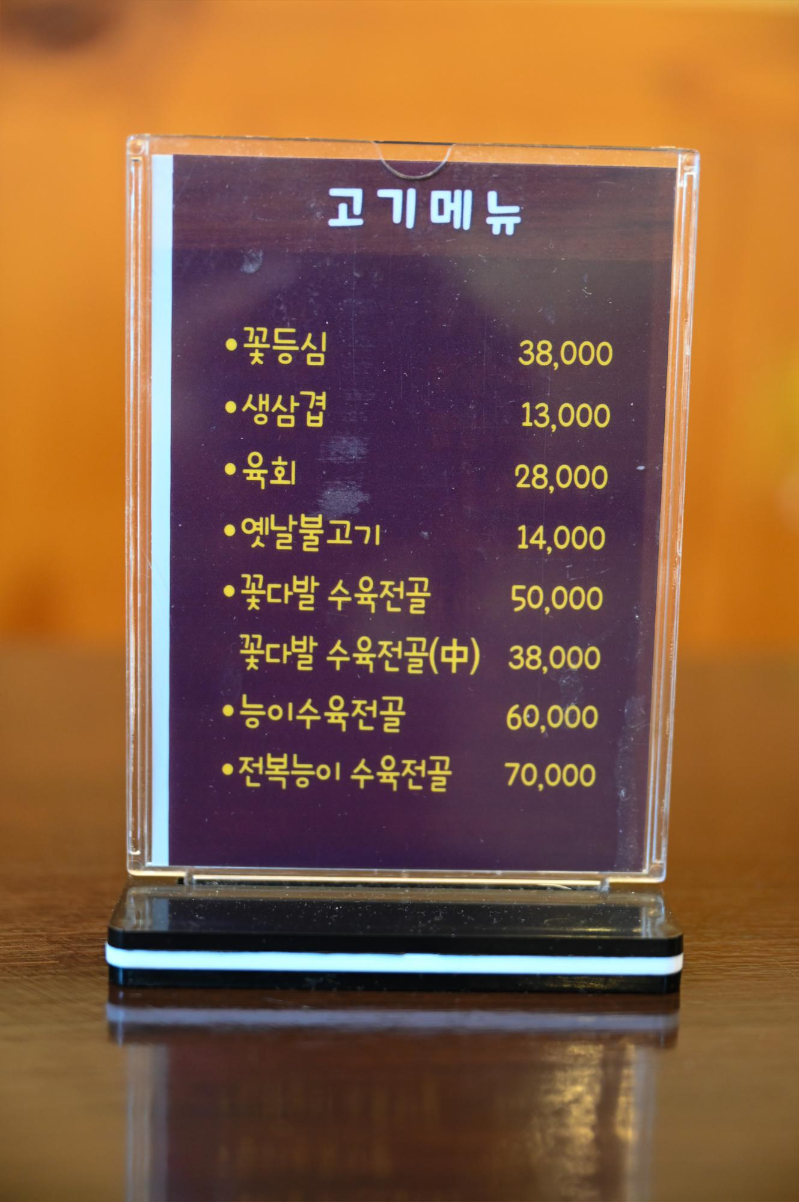 고기메뉴
•꽃등심 38,000
•생삼겹 13,000
•육회 28,000
•옛날불고기 14,000
•꽃다발 수육전골 50,000
꽃다발 수육전골(中) 38,000
•능이수육전골 60,000
•전복능이 수육전골 70,000